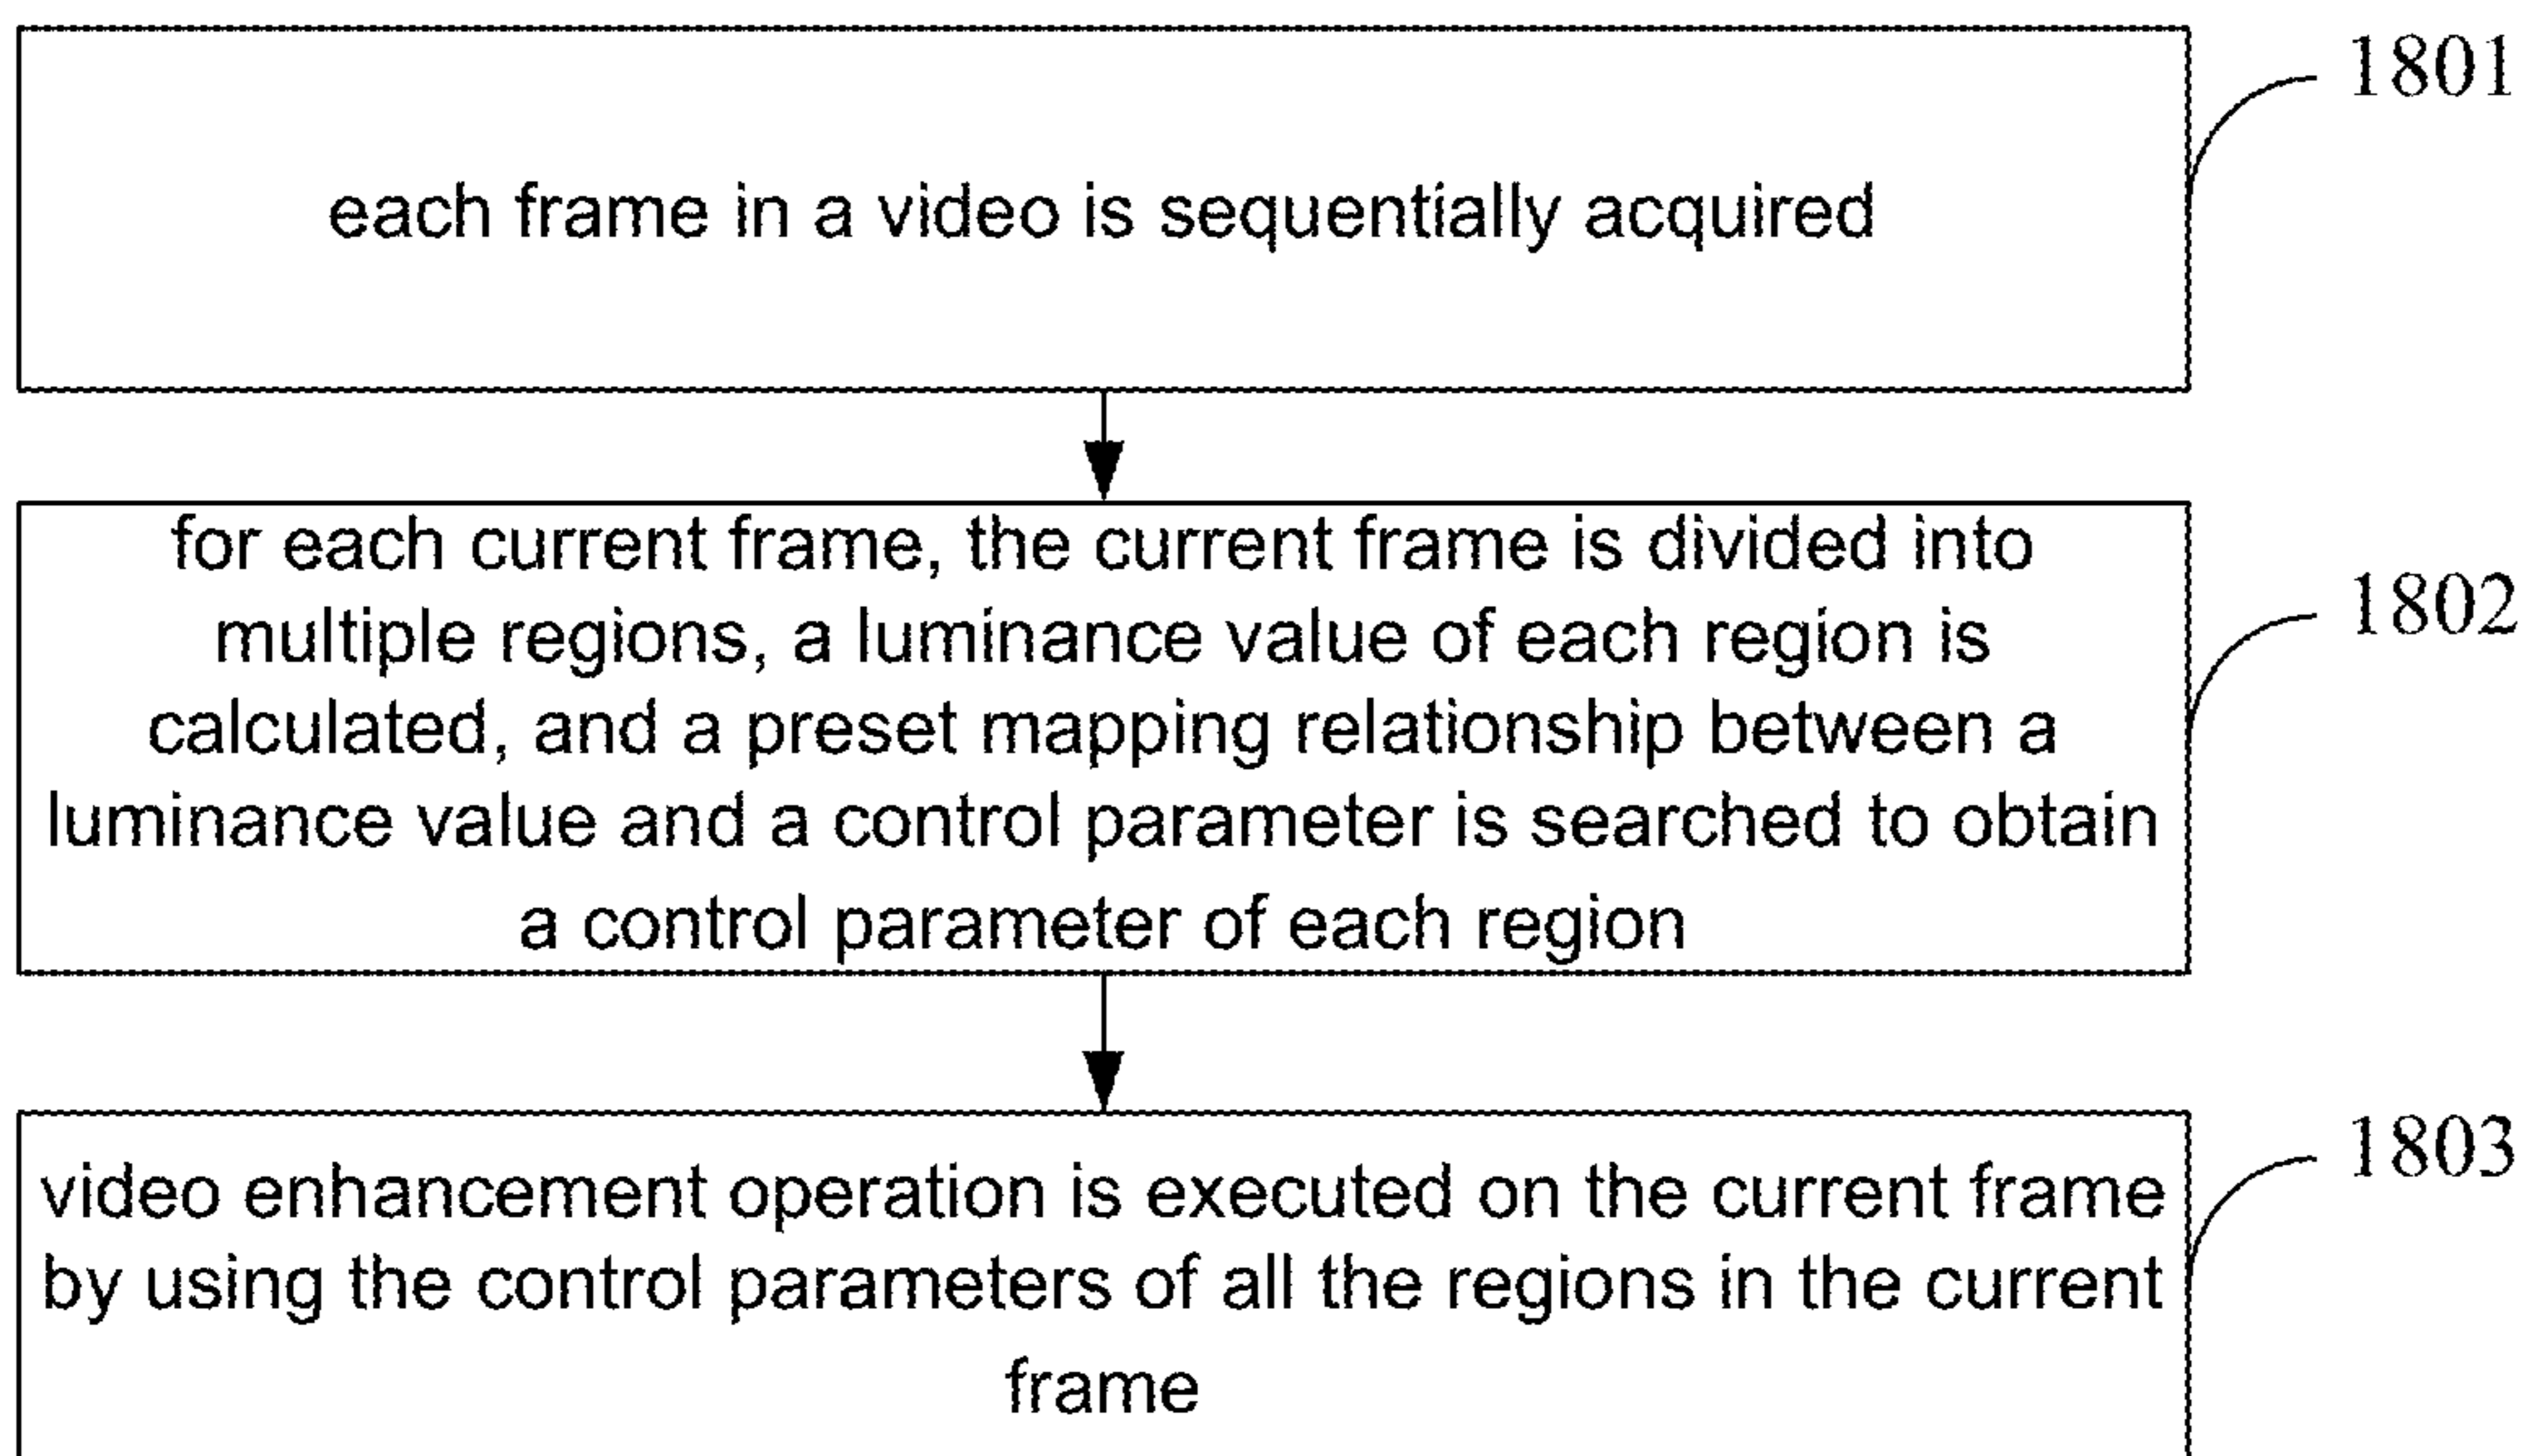 1801
each frame in a video is sequentially acquired
for each current frame, the current frame is divided into
multiple regions, a luminance value of each region is
calculated, and a preset mapping relationship between a
luminance value and a control parameter is searched to obtain
a control parameter of each region
1802
video enhancement operation is executed on the current frame
by using the control parameters of all the regions in the current
frame
1803